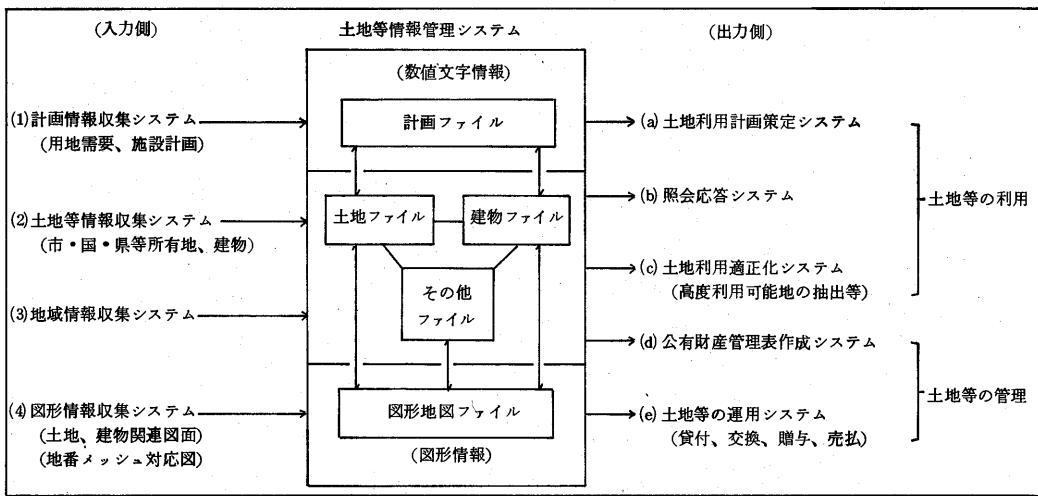 (入力側)
土地等情報管理システム
(出力側)
(数値文字情報)
(1)計画情報収集システム
(用地需要、施設計画)
計画ファイル
(a)土地利用計画策定システム
(2)土地等情報収集システム
(市・国・県等所有地、建物)
土地ファイル
建物ファイル
(b)照会応答システム
土地等の利用
(c)土地利用適正化システム
(高度利用可能地の抽出等)
(3)地域情報収集システム
その他
ファイル
(d)公有財産管理表作成システム
土地等の管理
(4)図形情報収集システム
(土地、建物関連図面)
(地番メッシュ対応図)
図形地図ファイル
(図形情報)
(e)土地等の運用システム
(貸付、交換、贈与、売払)